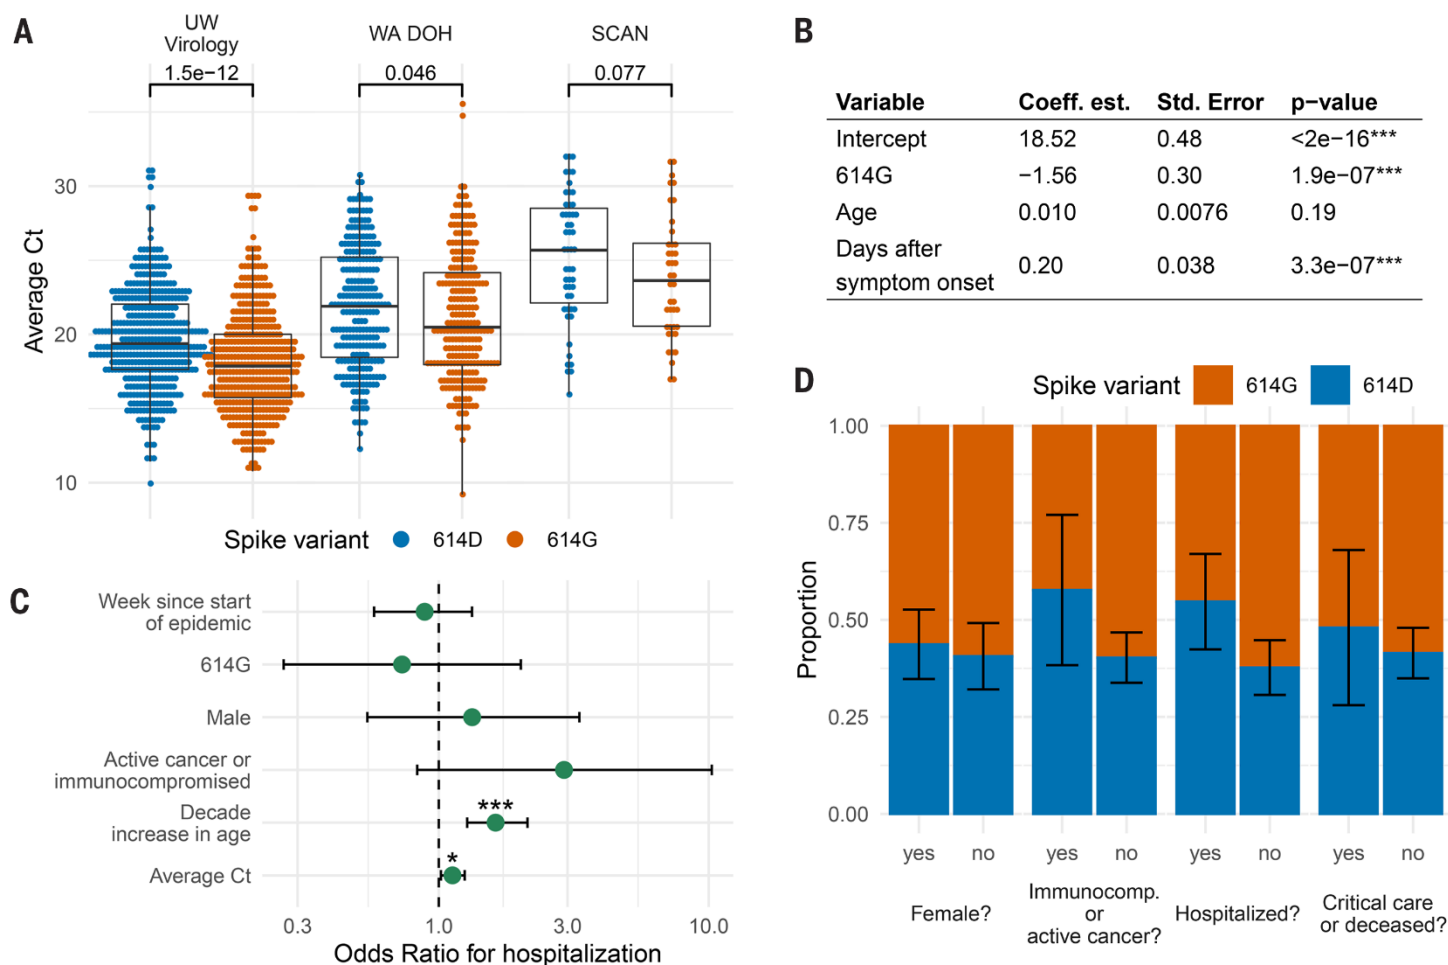 A
UW
Virology
WA DOH
SCAN
1.5e−12
0.046
0.077
Average Ct
30
20
10
Spike variant 614D 614G
B
Variable Coeff. est. Std. Error p−value
Intercept 18.52 0.48 <2e−16***
614G −1.56 0.30 1.9e−07***
Age 0.010 0.0076 0.19
Days after
symptom onset 0.20 0.038 3.3e−07***
C
Week since start
of epidemic
614G
Male
Active cancer or
immunocompromised
Decade
increase in age
***
Average Ct
*
0.3 1.0 3.0 10.0
Odds Ratio for hospitalization
D
Spike variant 614G 614D
Proportion
1.00
0.75
0.50
0.25
0.00
yes no yes no yes no yes no
Female?
Immunocomp.
or
active cancer?
Hospitalized?
Critical care
or deceased?